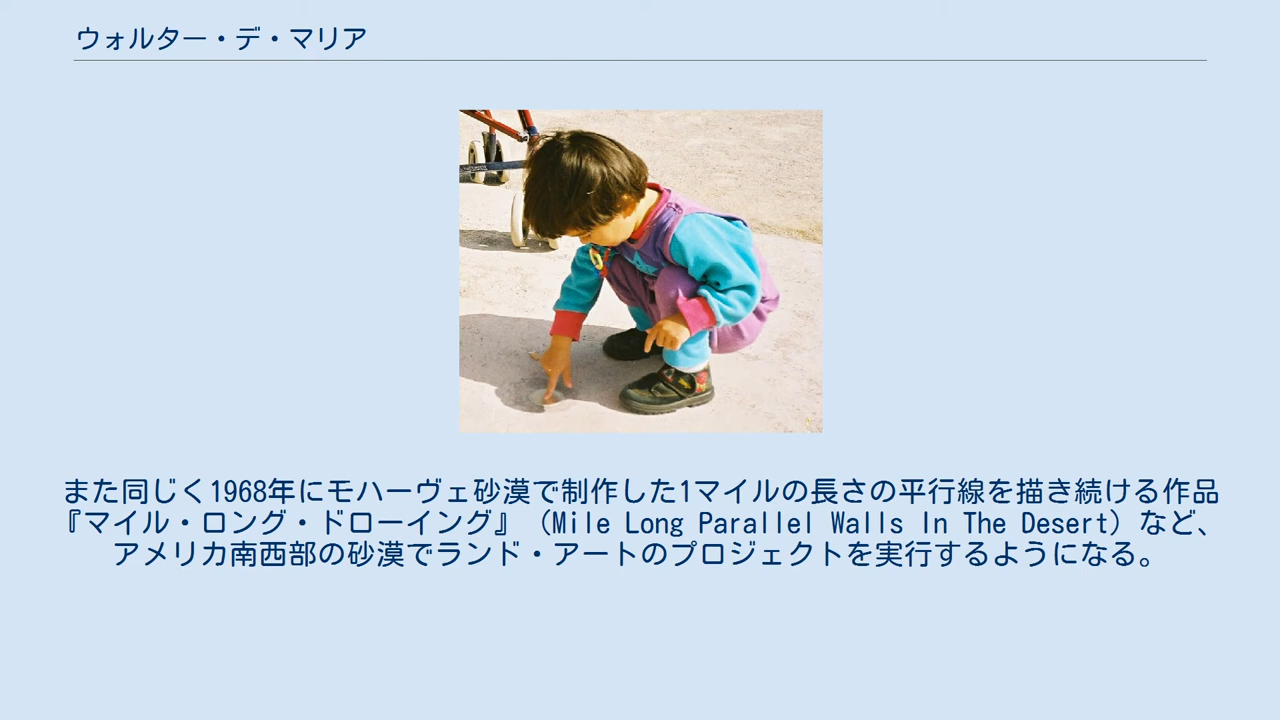 ウォルター・デ・マリア
また同じく1968年にモハーヴェ砂漠で制作した1マイルの長さの平行線を描き続ける作品
『マイル・ロング・ドローイング』（Mile Long Parallel Walls In The Desert）など、
アメリカ南西部の砂漠でランド・アートのプロジェクトを実行するようになる。